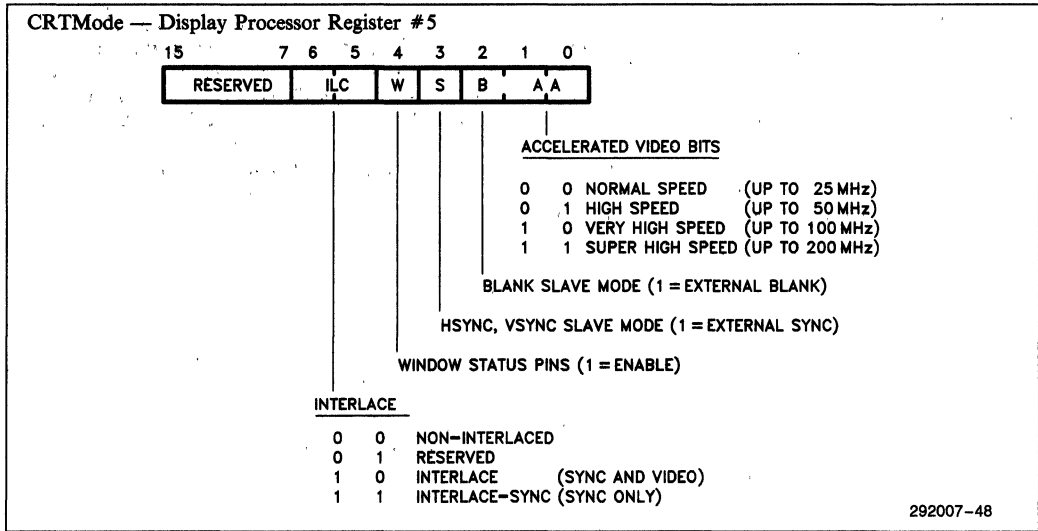 CRTMode — Display Processor Register #5
15 7 6 5 4 3 2 1 0
RESERVED ILC W S B A A
ACCELERATED VIDEO BITS
0 0 NORMAL SPEED (UP TO 25 MHz)
0 1 HIGH SPEED (UP TO 50 MHz)
1 0 VERY HIGH SPEED (UP TO 100 MHz)
1 1 SUPER HIGH SPEED (UP TO 200 MHz)
BLANK SLAVE MODE (1 = EXTERNAL BLANK)
HSYNC, VSYNC SLAVE MODE (1 = EXTERNAL SYNC)
WINDOW STATUS PINS (1 = ENABLE)
INTERLACE
0 0 NON-INTERLACED
0 1 RESERVED
1 0 INTERLACE (SYNC AND VIDEO)
1 1 INTERLACE-SYNC (SYNC ONLY)
292007-48